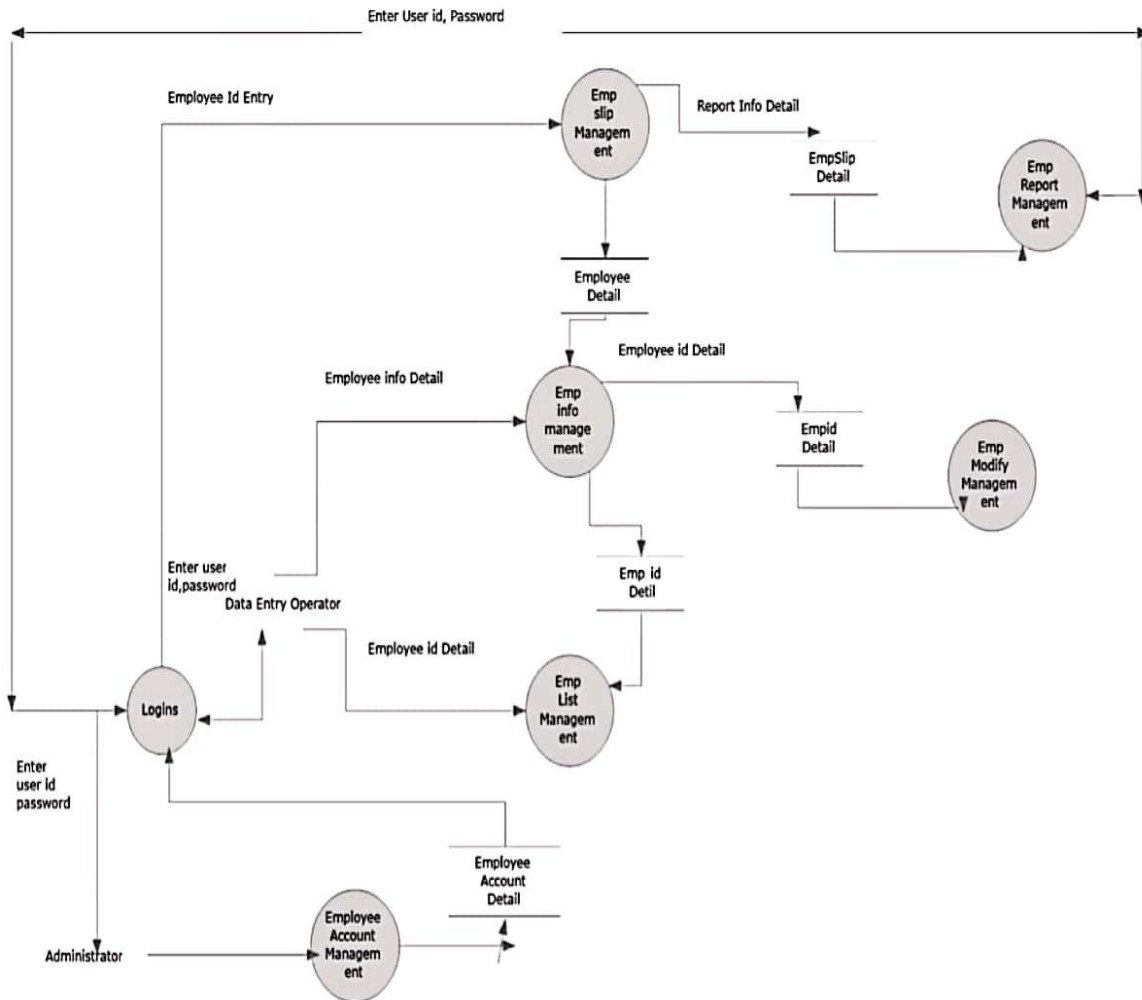 Enter User id, Password
Employee Id Entry
Emp
slip
Managem
ent
Report Info Detail
EmpSlip
Detail
Emp
Report
Managem
ent
Employee
Detail
Employee id Detail
Employee info Detail
Emp
info
manage
ment
Empid
Detail
Emp
Modify
Managem
ent
Enter user
id,password
Data Entry Operator
Emp id
Detil
Employee id Detail
Emp
List
Managem
ent
Logins
Enter
user id
password
Employee
Account
Detail
Employee
Account
Managem
ent
Administrator